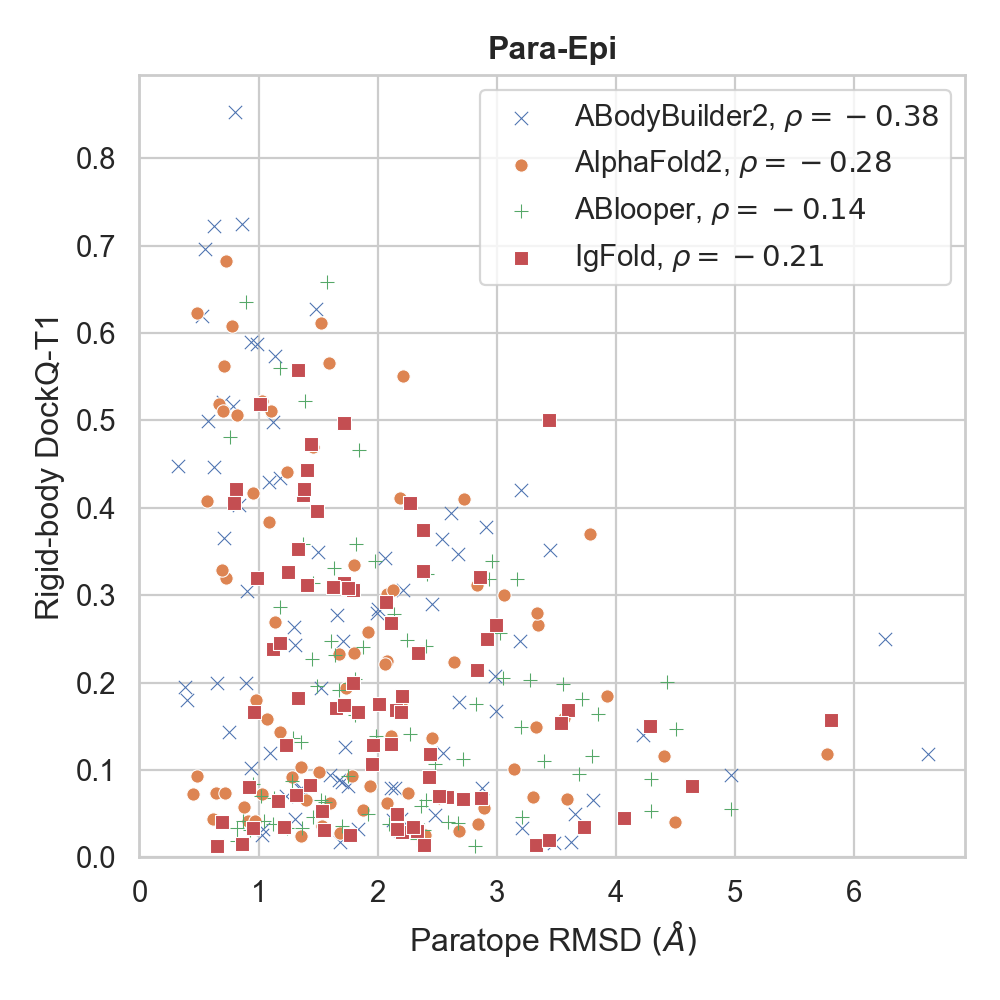 Para-Epi
ABodyBuilder2, ρ = −0.38
AlphaFold2, ρ = −0.28
ABlooper, ρ = −0.14
IgFold, ρ = −0.21
Rigid-body DockQ-T1
0.8
0.7
0.6
0.5
0.4
0.3
0.2
0.1
0.0
0 1 2 3 4 5 6
Paratope RMSD (Å)